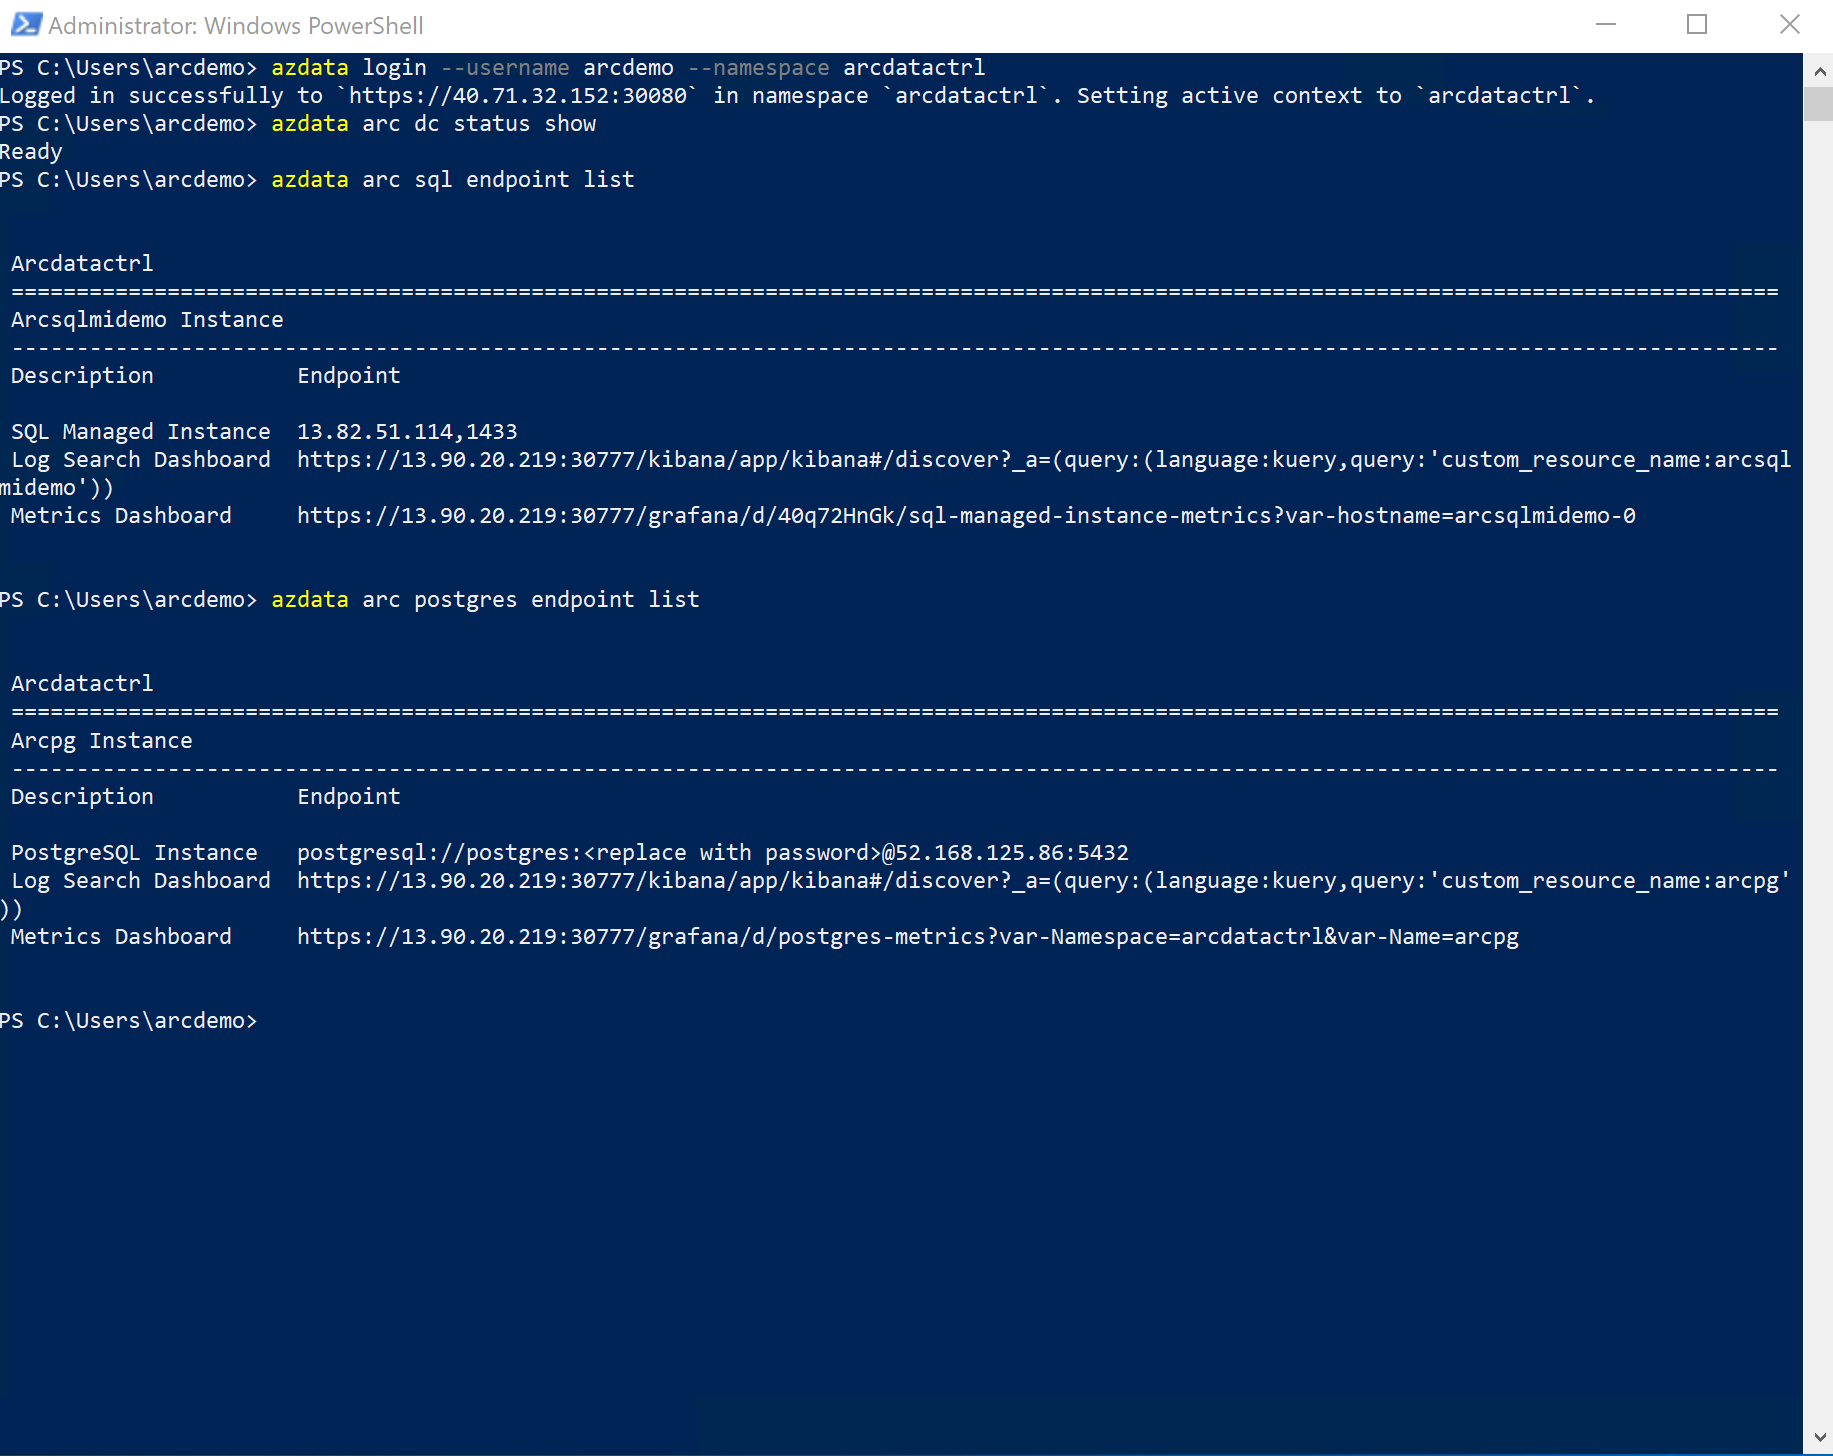 Administrator: Windows PowerShell
PS C:\Users\arcdemo> azdata login --username arcdemo --namespace arcdatactrl
Logged in successfully to `https://40.71.32.152:30080` in namespace `arcdatactrl`. Setting active context to `arcdatactrl`.
PS C:\Users\arcdemo> azdata arc dc status show
Ready
PS C:\Users\arcdemo> azdata arc sql endpoint list
Arcdatactrl
========================================================================================================================================
Arcsqlmidemo Instance
----------------------------------------------------------------------------------------------------------------------------------------
Description           Endpoint
SQL Managed Instance  13.82.51.114,1433
Log Search Dashboard  https://13.90.20.219:30777/kibana/app/kibana#/discover?_a=(query:(language:kuery,query:'custom_resource_name:arcsql
midemo'))
Metrics Dashboard     https://13.90.20.219:30777/grafana/d/40q72HnGk/sql-managed-instance-metrics?var-hostname=arcsqlmidemo-0
PS C:\Users\arcdemo> azdata arc postgres endpoint list
Arcdatactrl
========================================================================================================================================
Arcpg Instance
----------------------------------------------------------------------------------------------------------------------------------------
Description           Endpoint
PostgreSQL Instance   postgresql://postgres:<replace with password>@52.168.125.86:5432
Log Search Dashboard  https://13.90.20.219:30777/kibana/app/kibana#/discover?_a=(query:(language:kuery,query:'custom_resource_name:arcpg'
))
Metrics Dashboard     https://13.90.20.219:30777/grafana/d/postgres-metrics?var-Namespace=arcdatactrl&var-Name=arcpg
PS C:\Users\arcdemo>